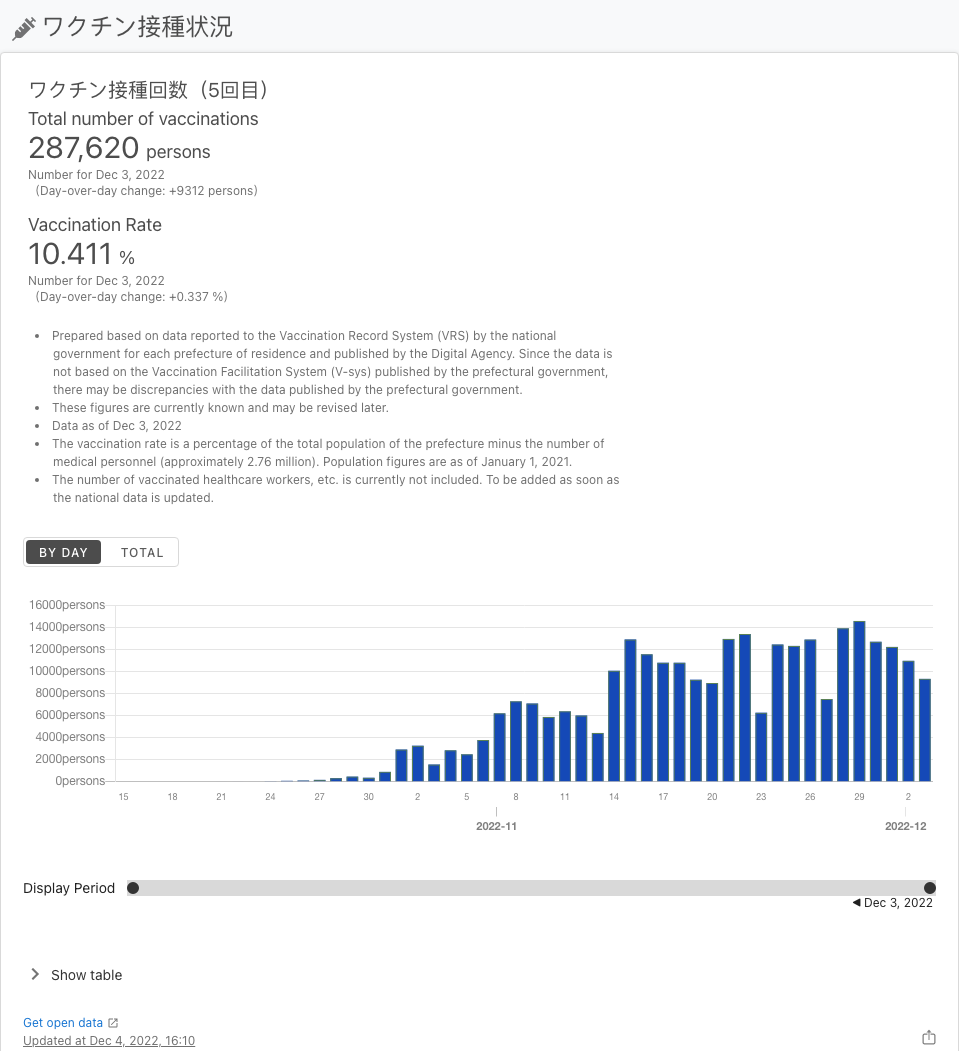 ワクチン接種状況
ワクチン接種回数（5回目）
Total number of vaccinations
287,620 persons
Number for Dec 3, 2022
（Day-over-day change: +9312 persons）
Vaccination Rate
10.411 %
Number for Dec 3, 2022
（Day-over-day change: +0.337 %）
• Prepared based on data reported to the Vaccination Record System (VRS) by the national
government for each prefecture of residence and published by the Digital Agency. Since the data is
not based on the Vaccination Facilitation System (V-sys) published by the prefectural government,
there may be discrepancies with the data published by the prefectural government.
• These figures are currently known and may be revised later.
• Data as of Dec 3, 2022
• The vaccination rate is a percentage of the total population of the prefecture minus the number of
medical personnel (approximately 2.76 million). Population figures are as of January 1, 2021.
• The number of vaccinated healthcare workers, etc. is currently not included. To be added as soon as
the national data is updated.
BY DAY TOTAL
16000persons
14000persons
12000persons
10000persons
8000persons
6000persons
4000persons
2000persons
0persons
15 18 21 24 27 30 2 5 8 11 14 17 20 23 26 29 2
2022-11 2022-12
Display Period
◀ Dec 3, 2022
Show table
Get open data
Updated at Dec 4, 2022, 16:10